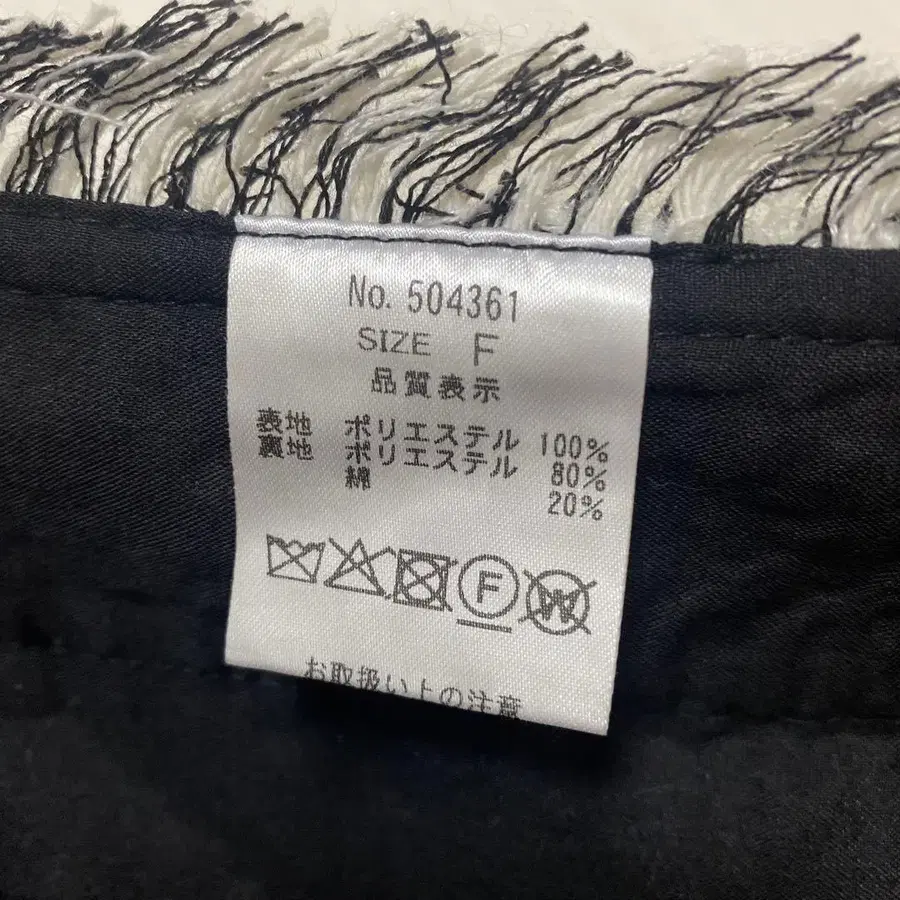 No. 504361
SIZE F
品質表示
表地 ポリエステル 100%
裏地 ポリエステル 80%
綿 20%
F
W
お取扱い上の注意